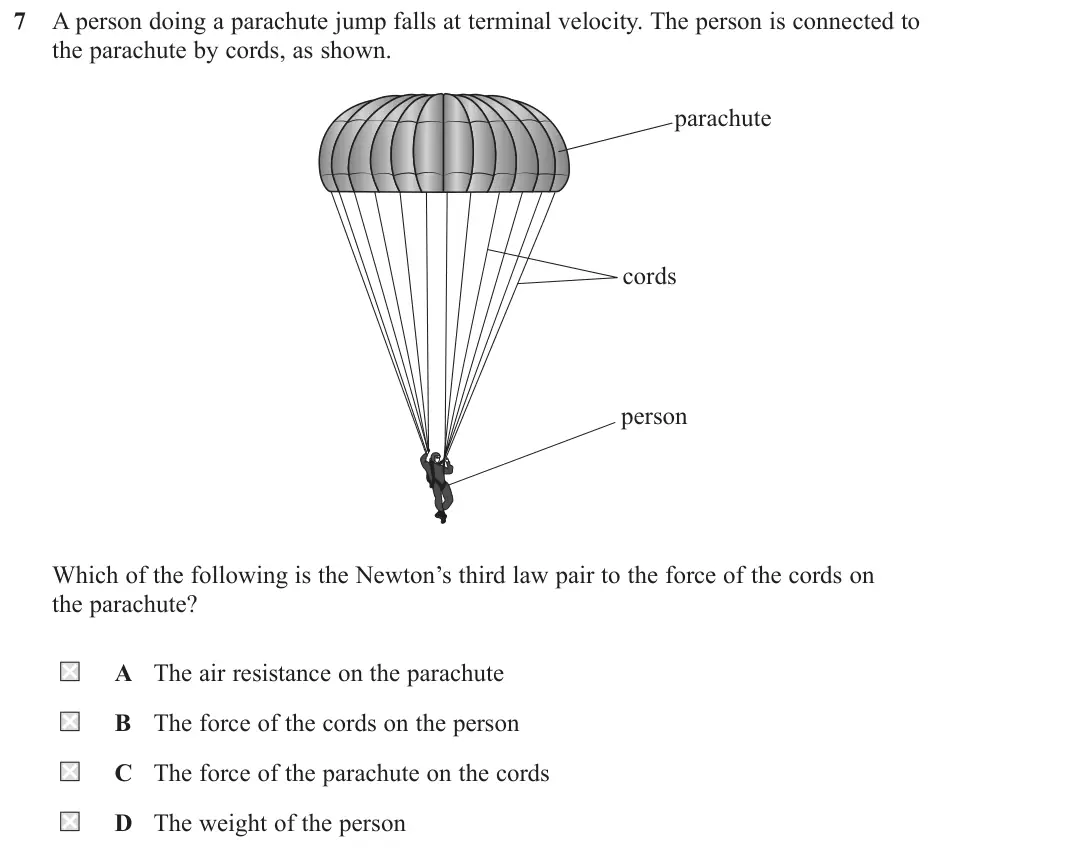 7 A person doing a parachute jump falls at terminal velocity. The person is connected to
the parachute by cords, as shown.
parachute
cords
person
Which of the following is the Newton’s third law pair to the force of the cords on
the parachute?
A The air resistance on the parachute
B The force of the cords on the person
C The force of the parachute on the cords
D The weight of the person